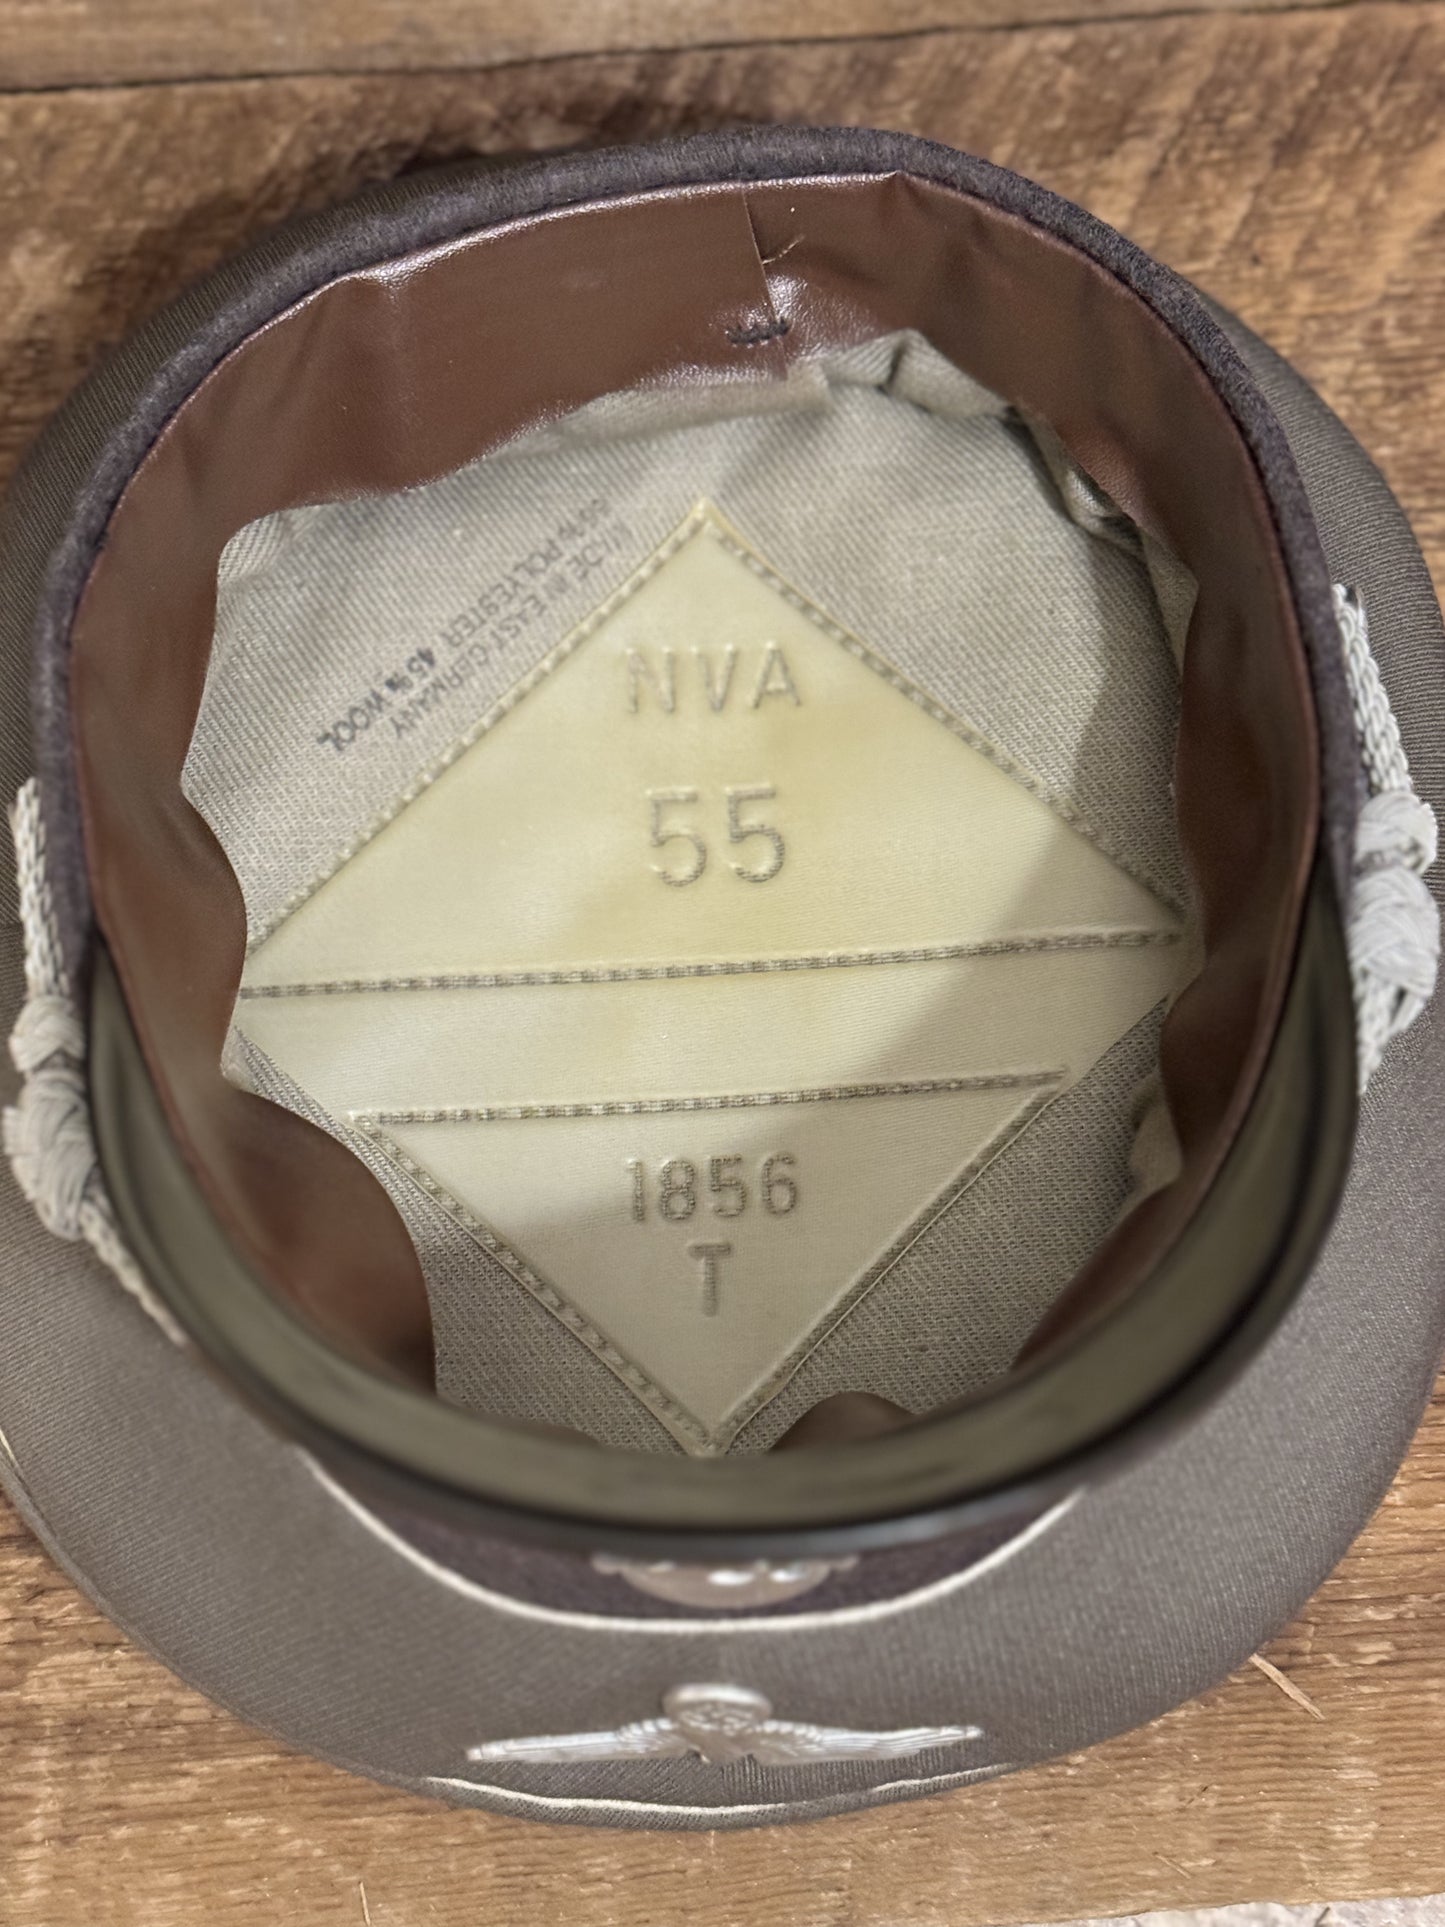 MADE IN EAST GERMANY
55 % POLYESTER 45 % WOOL
NVA
55
1856
T